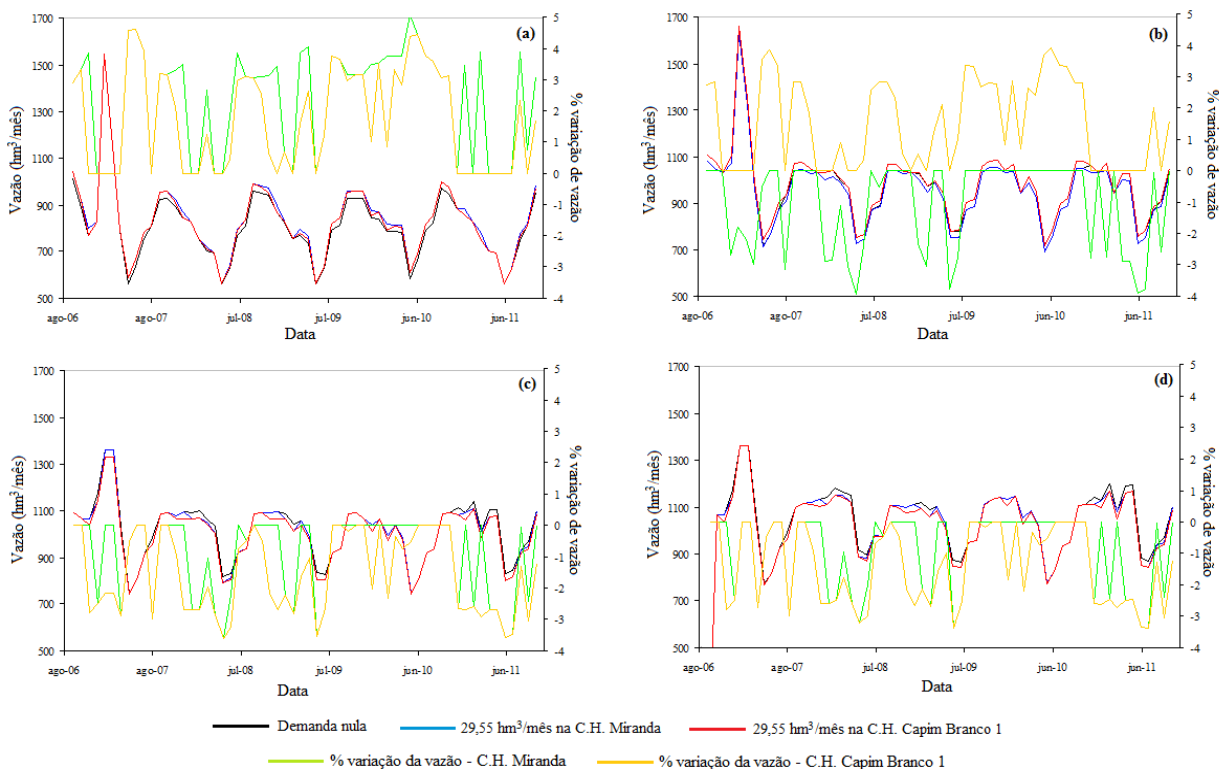 (a)
Vazão (hm³/mês)
1700
1500
1300
1100
900
700
500
5
4
3
2
1
0
-1
-2
-3
-4
% variação de vazão
ago-06
ago-07
jul-08
jul-09
jun-10
jun-11
Data
(b)
Vazão (hm³/mês)
1700
1500
1300
1100
900
700
500
5
4
3
2
1
0
-1
-2
-3
-4
% variação de vazão
ago-06
ago-07
jul-08
jul-09
jun-10
jun-11
Data
(c)
Vazão (hm³/mês)
1700
1500
1300
1100
900
700
500
5
4
3
2
1
0
-1
-2
-3
-4
% variação de vazão
ago-06
ago-07
jul-08
jul-09
jun-10
jun-11
Data
(d)
Vazão (hm³/mês)
1700
1500
1300
1100
900
700
500
5
4
3
2
1
0
-1
-2
-3
-4
% variação de vazão
ago-06
ago-07
jul-08
jul-09
jun-10
jun-11
Data
Demanda nula
29,55 hm³/mês na C.H. Miranda
29,55 hm³/mês na C.H. Capim Branco 1
% variação da vazão - C.H. Miranda
% variação da vazão - C.H. Capim Branco 1